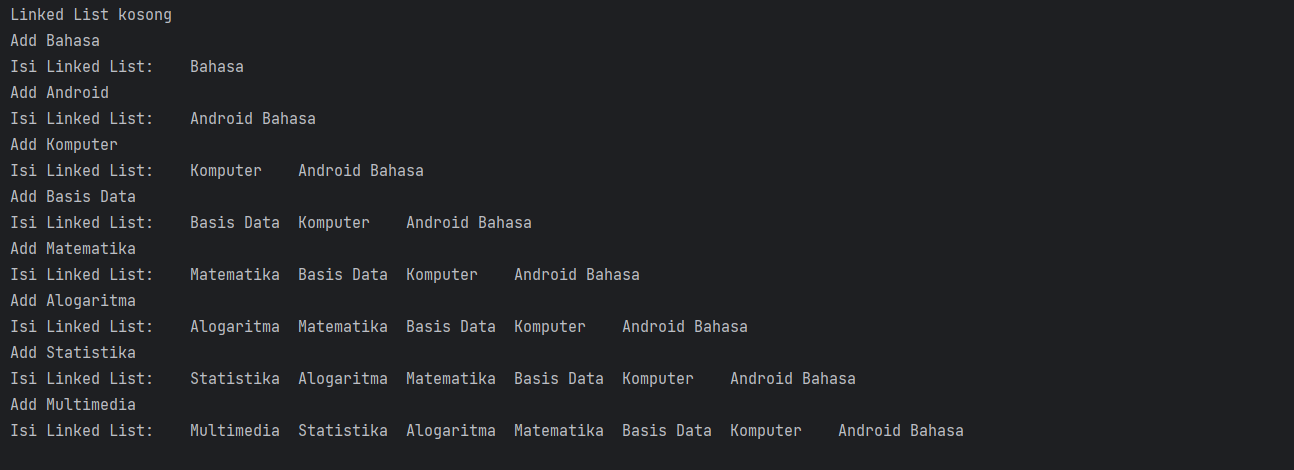 Linked List kosong
Add Bahasa
Isi Linked List:    Bahasa
Add Android
Isi Linked List:    Android Bahasa
Add Komputer
Isi Linked List:    Komputer    Android Bahasa
Add Basis Data
Isi Linked List:    Basis Data  Komputer    Android Bahasa
Add Matematika
Isi Linked List:    Matematika  Basis Data  Komputer    Android Bahasa
Add Alogaritma
Isi Linked List:    Alogaritma  Matematika  Basis Data  Komputer    Android Bahasa
Add Statistika
Isi Linked List:    Statistika  Alogaritma  Matematika  Basis Data  Komputer    Android Bahasa
Add Multimedia
Isi Linked List:    Multimedia  Statistika  Alogaritma  Matematika  Basis Data  Komputer    Android Bahasa